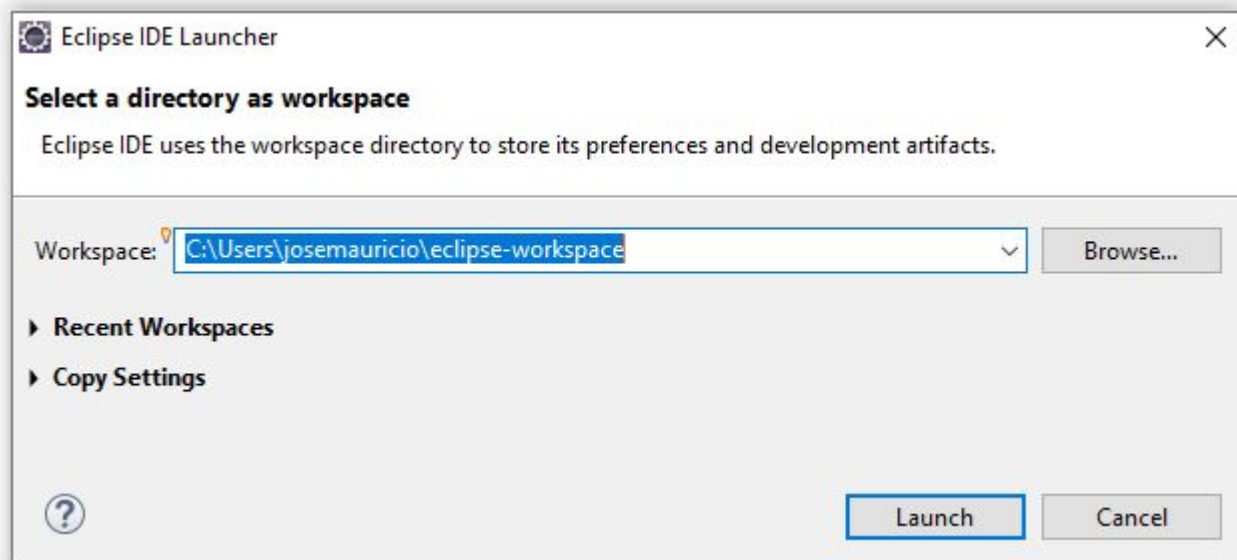 Eclipse IDE Launcher
Select a directory as workspace
Eclipse IDE uses the workspace directory to store its preferences and development artifacts.
Workspace: C:\Users\josemauricio\eclipse-workspace Browse...
Recent Workspaces
Copy Settings
? Launch Cancel